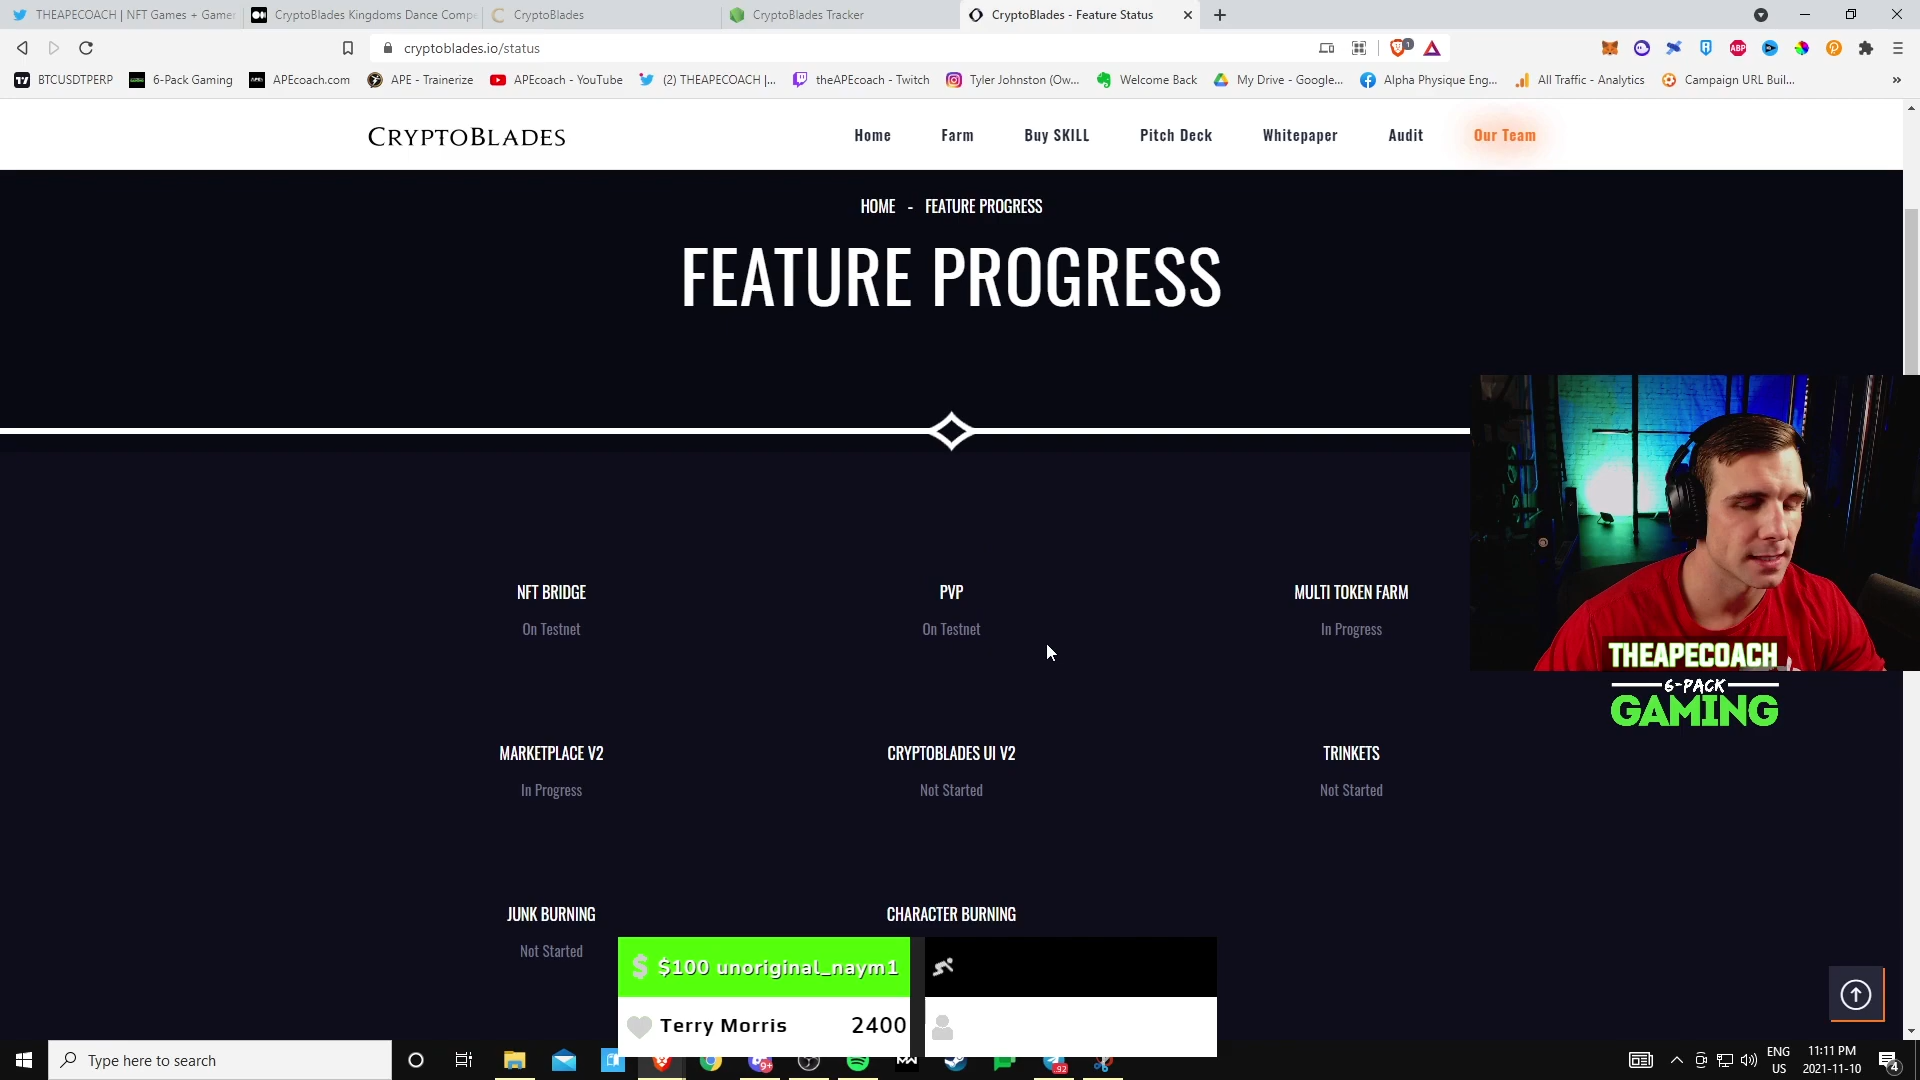 THEAPECOACH | NFT Games + Gamer
CryptoBlades Kingdoms Dance Compe
CryptoBlades
CryptoBlades Tracker
CryptoBlades - Feature Status
cryptoblades.io/status
BTCUSDTPERP
6-Pack Gaming
APEcoach.com
APE - Trainerize
APEcoach - YouTube
(2) THEAPECOACH |...
theAPEcoach - Twitch
Tyler Johnston (Ow...
Welcome Back
My Drive - Google...
Alpha Physique Eng...
All Traffic - Analytics
Campaign URL Buil...
CRYPTOBLADES
Home
Farm
Buy SKILL
Pitch Deck
Whitepaper
Audit
Our Team
HOME - FEATURE PROGRESS
FEATURE PROGRESS
NFT BRIDGE
On Testnet
PVP
On Testnet
MULTI TOKEN FARM
In Progress
THEAPECOACH
6-PACK
GAMING
MARKETPLACE V2
In Progress
CRYPTOBLADES UI V2
Not Started
TRINKETS
Not Started
JUNK BURNING
Not Started
CHARACTER BURNING
$ $100 unoriginal_naym1
Terry Morris 2400
Type here to search
ENG
US
11:11 PM
2021-11-10